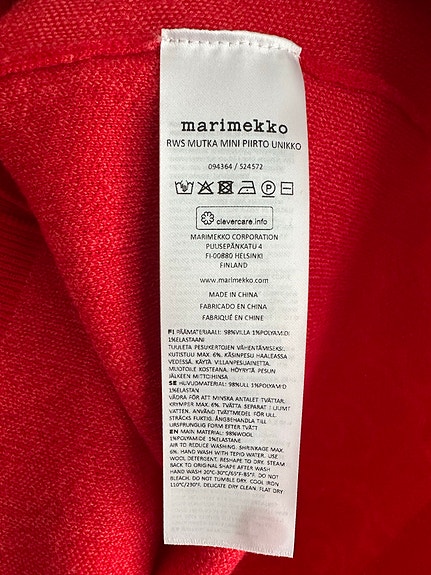 marimekko
RWS MUTKA MINI PIIRTO UNIKKO
094364 / 524572
clevercare.info
MARIMEKKO CORPORATION
PUUSEPÄNKATU 4
FI-00880 HELSINKI
FINLAND
www.marimekko.com
MADE IN CHINA
FABRICADO EN CHINA
FABRIQUÉ EN CHINE
FI PÄÄMATERIAALI: 98%VILLA 1%POLYAMIDI
1%ELASTAANI
TUULETA PESUKERTOJEN VÄHENTÄMISEKSI.
KUTISTUU MAX. 6%. KÄSINPESU HAALEASSA
VEDESSÄ. KÄYTÄ VILLANPESUAINETTA.
MUOTOILE KOSTEANA. HÖYRYTÄ PESUN
JÄLKEEN MITTOIHINSA
SE HUVUDMATERIAL: 98%ULL 1%POLYAMID
1%ELASTAN
VÄDRA FÖR ATT MINSKA ANTALET TVÄTTAR.
KRYMPER MAX. 6%. TVÄTTA SEPARAT I LJUMT
VATTEN. ANVÄND TVÄTTMEDEL FÖR ULL.
STRÄCKS FUKTIG. ÅNGBEHANDLA TILL
URSPRUNGLIG FORM EFTER TVÄTT
EN MAIN MATERIAL: 98%WOOL
1%POLYAMIDE 1%ELASTANE
AIR TO REDUCE WASHING. SHRINKAGE MAX.
6%. HAND WASH WITH TEPID WATER. USE
WOOL DETERGENT. RESHAPE TO DRY. STEAM
BACK TO ORIGINAL SHAPE AFTER WASH
HAND WASH 20°C-30°C/65°F-85°F. DO NOT
BLEACH. DO NOT TUMBLE DRY. COOL IRON
110°C/230°F. DELICATE DRY CLEAN. FLAT DRY